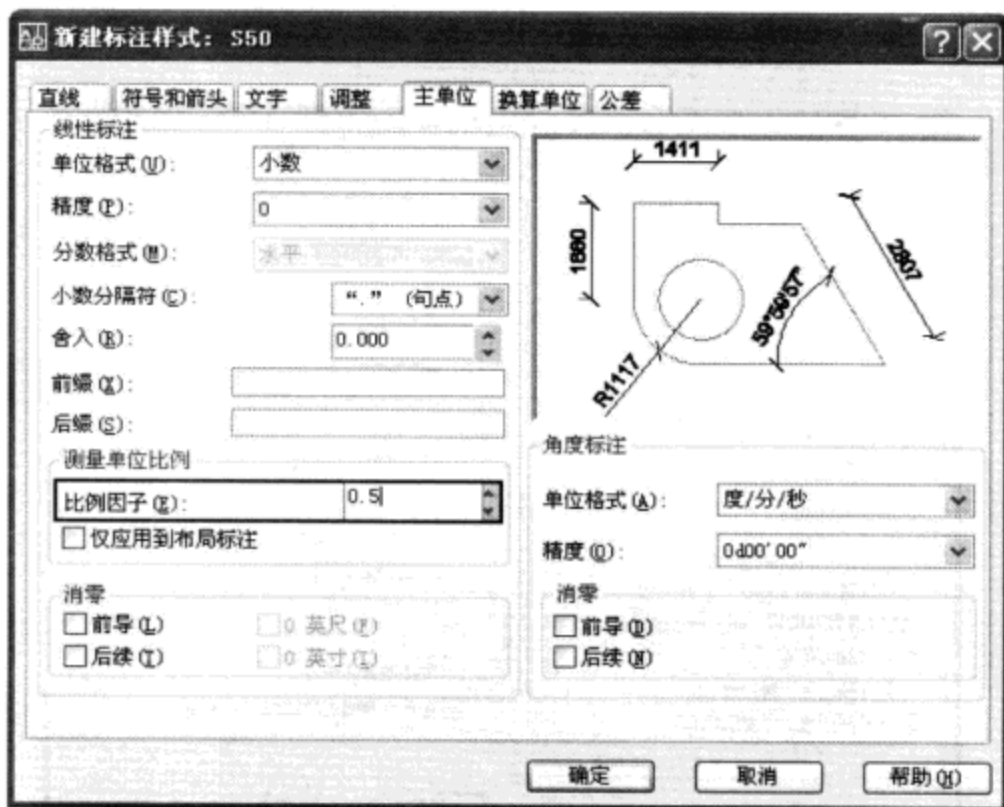 新建标注样式: S50
直线 符号和箭头 文字 调整 主单位 换算单位 公差
线性标注
单位格式(U): 小数
精度(P): 0
分数格式(M): 水平
小数分隔符(C): “.” (句点)
舍入(R): 0.000
前缀(X):
后缀(S):
测量单位比例
比例因子(E): 0.5
仅应用到布局标注
消零
前导(L) 0 英尺(F)
后续(T) 0 英寸(I)
1411
1880
2807
59°59'57"
R1117
角度标注
单位格式(A): 度/分/秒
精度(O): 0d00'00"
消零
前导(D)
后续(N)
确定 取消 帮助(H)